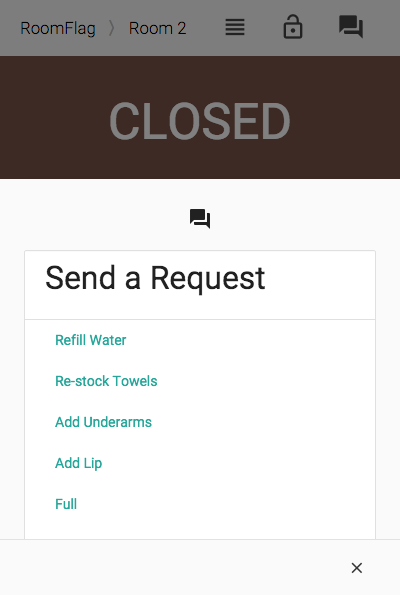 RoomFlag 〉 Room 2
CLOSED
Send a Request
Refill Water
Re-stock Towels
Add Underarms
Add Lip
Full